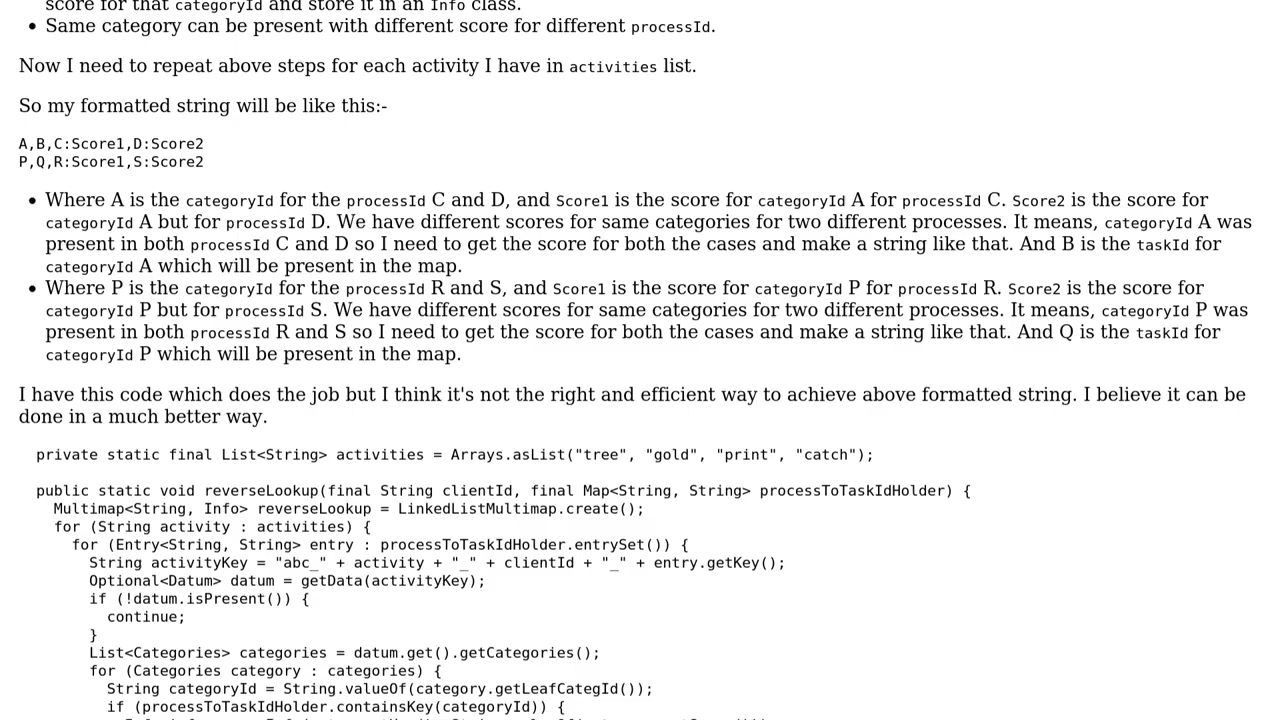 score for that categoryId and store it in an Info class.
• Same category can be present with different score for different processId.
Now I need to repeat above steps for each activity I have in activities list.
So my formatted string will be like this:-
A,B,C:Score1,D:Score2
P,Q,R:Score1,S:Score2
• Where A is the categoryId for the processId C and D, and Score1 is the score for categoryId A for processId C. Score2 is the score for
categoryId A but for processId D. We have different scores for same categories for two different processes. It means, categoryId A was
present in both processId C and D so I need to get the score for both the cases and make a string like that. And B is the taskId for
categoryId A which will be present in the map.
• Where P is the categoryId for the processId R and S, and Score1 is the score for categoryId P for processId R. Score2 is the score for
categoryId P but for processId S. We have different scores for same categories for two different processes. It means, categoryId P was
present in both processId R and S so I need to get the score for both the cases and make a string like that. And Q is the taskId for
categoryId P which will be present in the map.
I have this code which does the job but I think it's not the right and efficient way to achieve above formatted string. I believe it can be
done in a much better way.
private static final List<String> activities = Arrays.asList("tree", "gold", "print", "catch");
public static void reverseLookup(final String clientId, final Map<String, String> processToTaskIdHolder) {
Multimap<String, Info> reverseLookup = LinkedListMultimap.create();
for (String activity : activities) {
for (Entry<String, String> entry : processToTaskIdHolder.entrySet()) {
String activityKey = "abc_" + activity + "_" + clientId + "_" + entry.getKey();
Optional<Datum> datum = getData(activityKey);
if (!datum.isPresent()) {
continue;
}
List<Categories> categories = datum.get().getCategories();
for (Categories category : categories) {
String categoryId = String.valueOf(category.getLeafCategId());
if (processToTaskIdHolder.containsKey(categoryId)) {